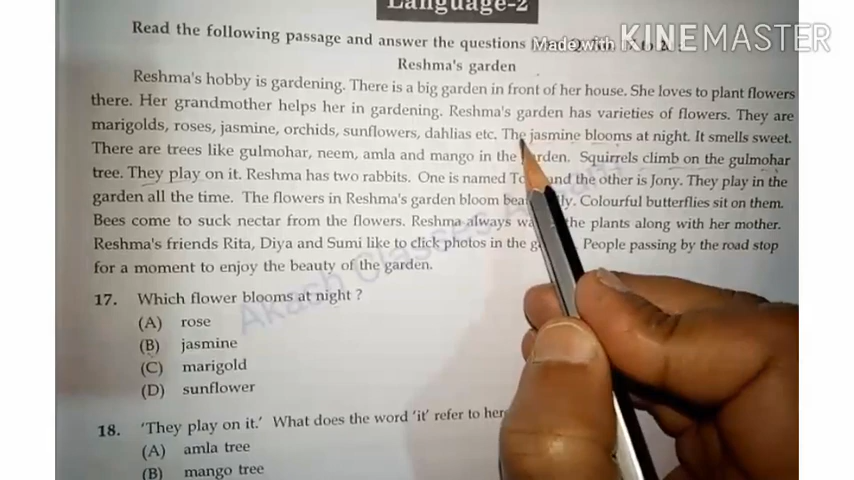 Language-2
Read the following passage and answer the questions
Made with KINEMASTER
Reshma's garden
Reshma's hobby is gardening. There is a big garden in front of her house. She loves to plant flowers
there. Her grandmother helps her in gardening. Reshma's garden has varieties of flowers. They are
marigolds, roses, jasmine, orchids, sunflowers, dahlias etc. The jasmine blooms at night. It smells sweet.
There are trees like gulmohar, neem, amla and mango in the garden. Squirrels climb on the gulmohar
tree. They play on it. Reshma has two rabbits. One is named and the other is Jony. They play in the
garden all the time. The flowers in Reshma's garden bloom Colourful butterflies sit on them.
Bees come to suck nectar from the flowers. Reshma always the plants along with her mother.
Reshma's friends Rita, Diya and Sumi like to click photos in the People passing by the road stop
for a moment to enjoy the beauty of the garden.
Akash Classes
17. Which flower blooms at night ?
(A) rose
(B) jasmine
(C) marigold
(D) sunflower
18. 'They play on it.' What does the word 'it' refer to
(A) amla tree
(B) mango tree